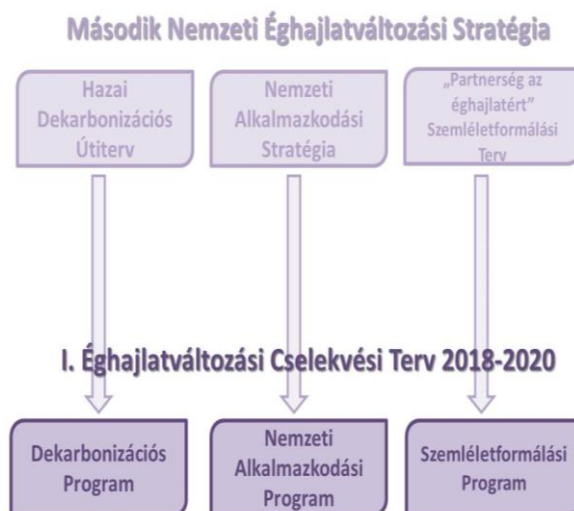 Második Nemzeti Éghajlatváltozási Stratégia
Hazai
Dekarbonizációs
Útiterv
Nemzeti
Alkalmazkodási
Stratégia
„Partnerség az
éghajlatért”
Szemléletformálási
Terv
I. Éghajlatváltozási Cselekvési Terv 2018-2020
Dekarbonizációs
Program
Nemzeti
Alkalmazkodási
Program
Szemléletformálási
Program